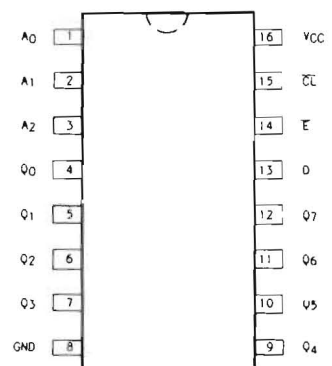 A0 1 16 VCC
A1 2 15 C̅L̅
A2 3 14 E̅
Q0 4 13 D
Q1 5 12 Q7
Q2 6 11 Q6
Q3 7 10 Q5
GND 8 9 Q4